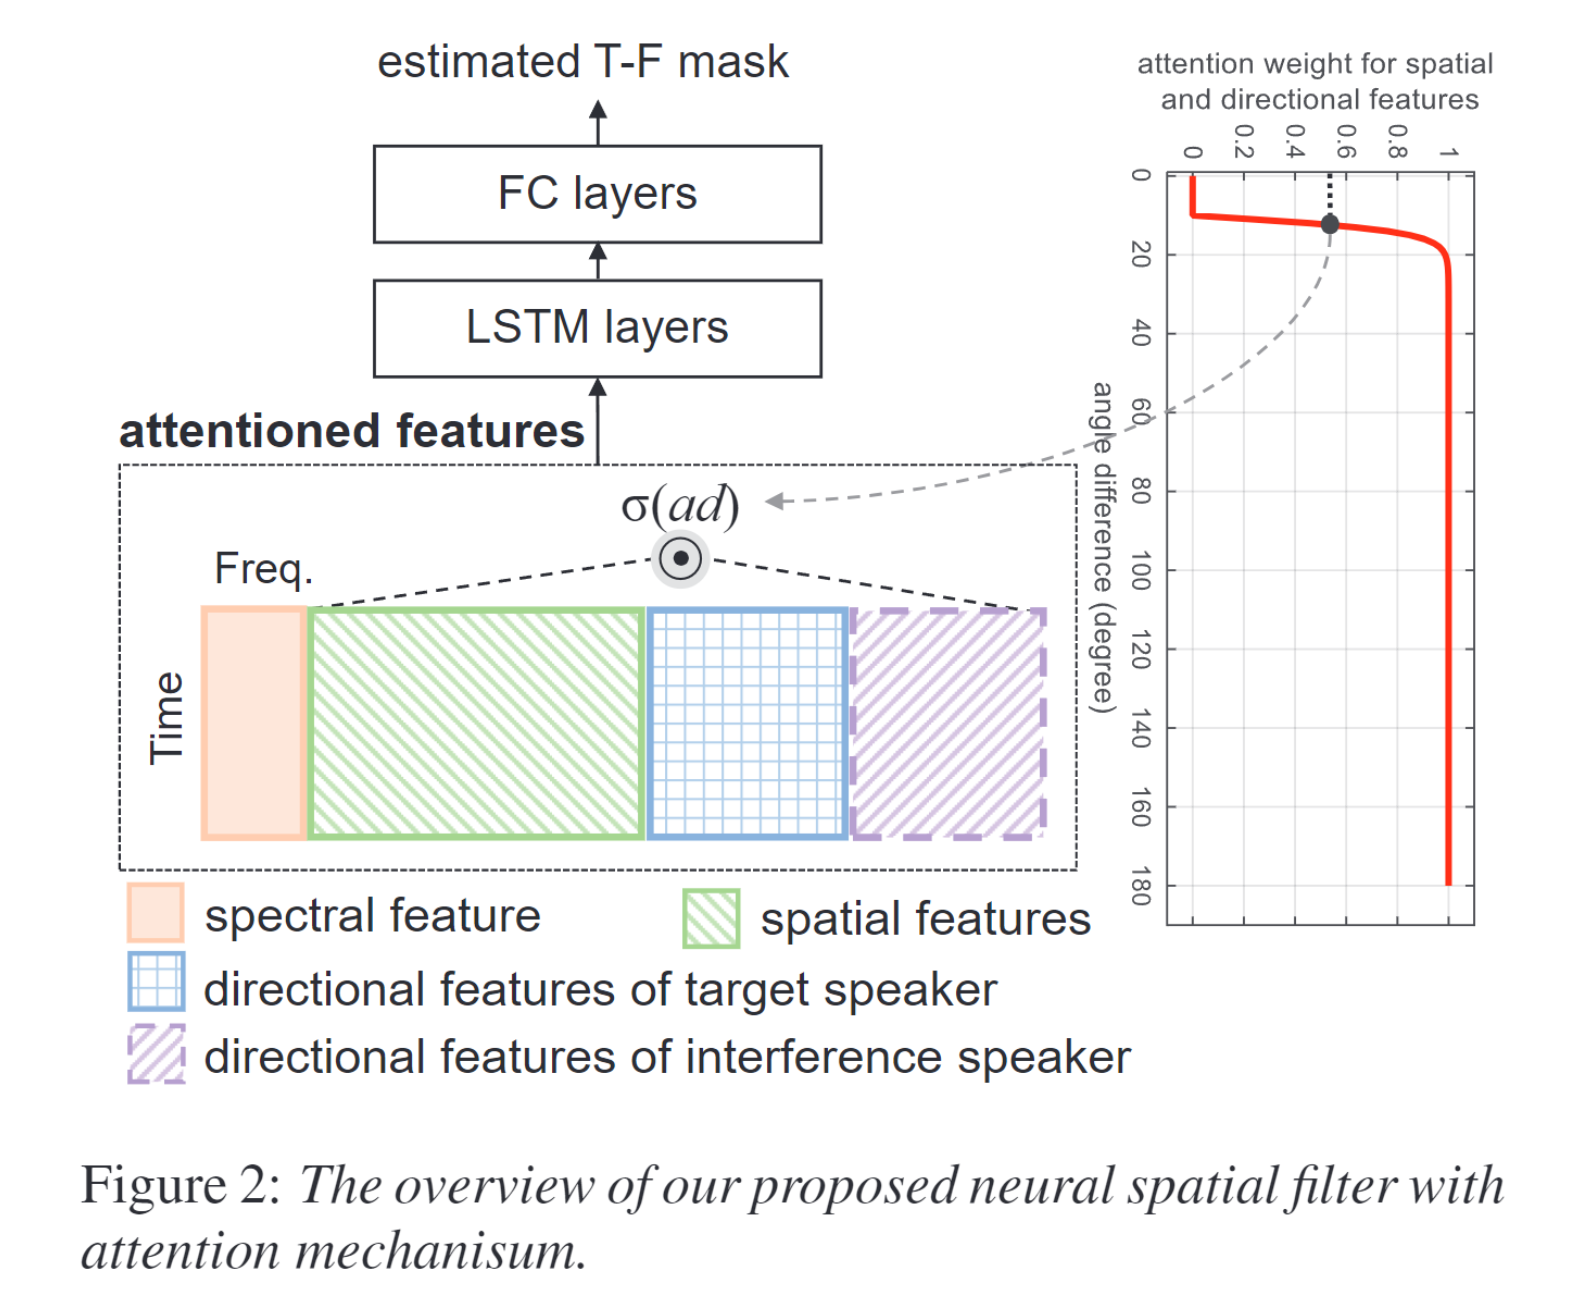 estimated T-F mask
FC layers
LSTM layers
attentioned features
σ(ad)
Freq.
Time
attention weight for spatial
and directional features
0 0.2 0.4 0.6 0.8 1
0
20
40
60
80
100
120
140
160
180
angle difference (degree)
spectral feature
spatial features
directional features of target speaker
directional features of interference speaker
Figure 2: The overview of our proposed neural spatial filter with
attention mechanisum.